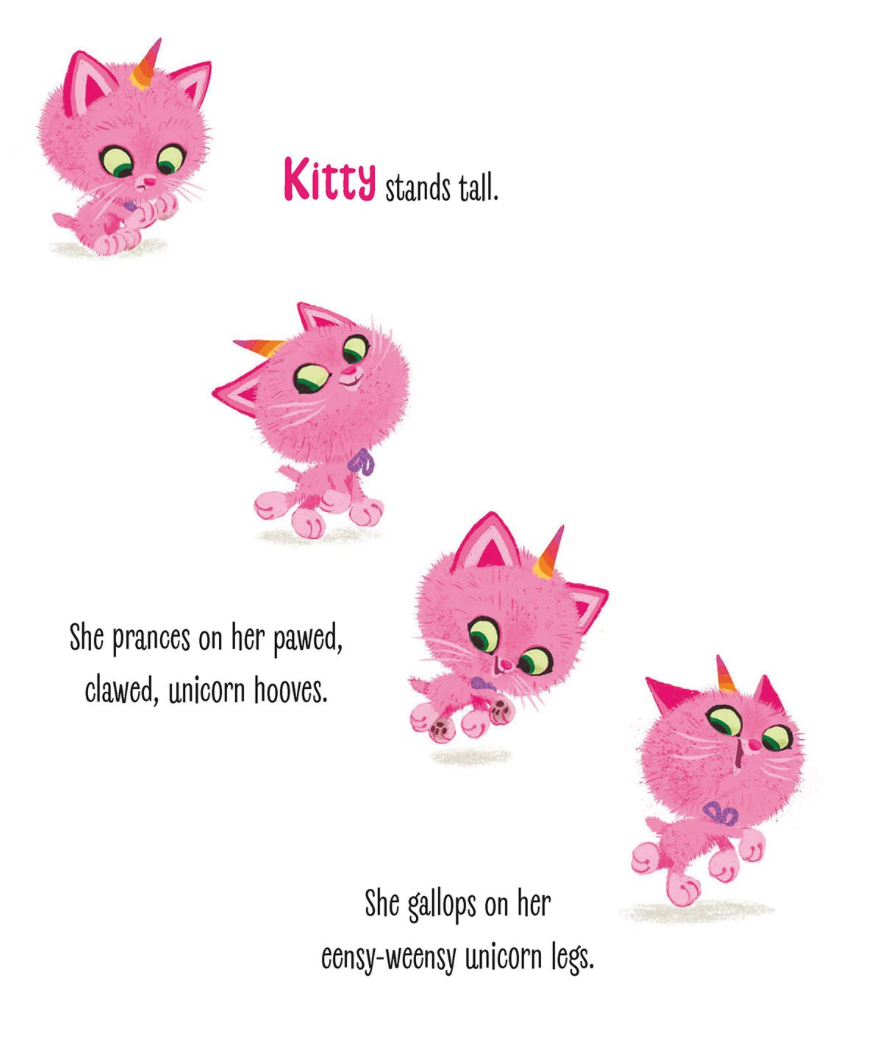 Kitty stands tall.
She prances on her pawed,
clawed, unicorn hooves.
She gallops on her
eensy-weensy unicorn legs.